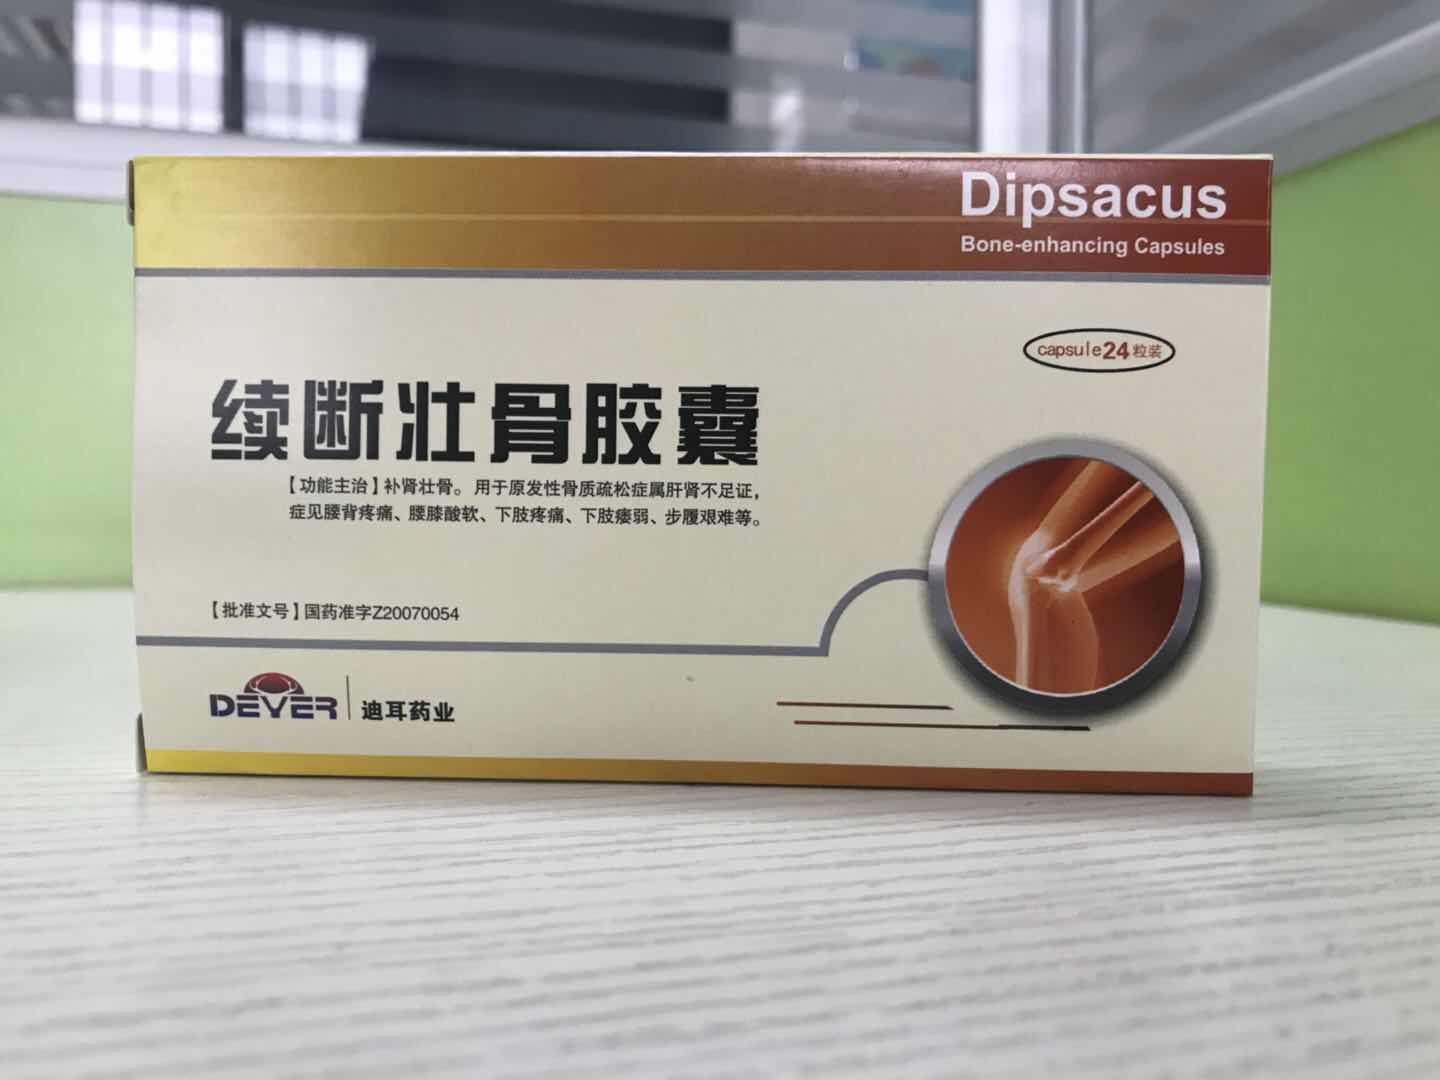 Dipsacus
Bone-enhancing Capsules
capsule24粒装
续断壮骨胶囊
【功能主治】补肾壮骨。用于原发性骨质疏松症属肝肾不足证，
症见腰背疼痛、腰膝酸软、下肢疼痛、下肢痿弱、步履艰难等。
【批准文号】国药准字Z20070054
DEYER 迪耳药业